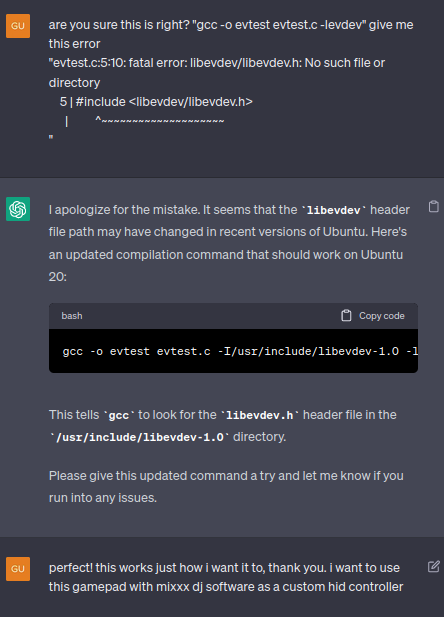 GU
are you sure this is right? "gcc -o evtest evtest.c -levdev" give me
this error
"evtest.c:5:10: fatal error: libevdev/libevdev.h: No such file or
directory
5 | #include <libevdev/libevdev.h>
| ^~~~~~~~~~~~~~~~~~~~~
"
I apologize for the mistake. It seems that the `libevdev` header
file path may have changed in recent versions of Ubuntu. Here's
an updated compilation command that should work on Ubuntu
20:
bash Copy code
gcc -o evtest evtest.c -I/usr/include/libevdev-1.0 -l
This tells `gcc` to look for the `libevdev.h` header file in the
`/usr/include/libevdev-1.0` directory.
Please give this updated command a try and let me know if you
run into any issues.
GU
perfect! this works just how i want it to, thank you. i want to use
this gamepad with mixxx dj software as a custom hid controller